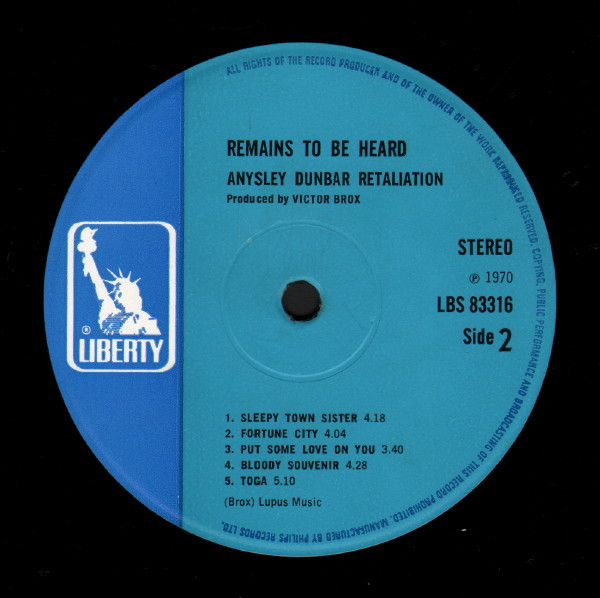 ALL RIGHTS OF THE RECORD PRODUCER AND OF THE OWNER OF THE WORK REPRODUCED RESERVED. COPYING, PUBLIC PERFORMANCE AND BROADCASTING OF THIS RECORD PROHIBITED. MANUFACTURED BY PHILIPS RECORDS LTD.
REMAINS TO BE HEARD
ANYSLEY DUNBAR RETALIATION
Produced by VICTOR BROX
STEREO
℗ 1970
LBS 83316
Side 2
®
LIBERTY
1. SLEEPY TOWN SISTER 4.18
2. FORTUNE CITY 4.04
3. PUT SOME LOVE ON YOU 3.40
4. BLOODY SOUVENIR 4.28
5. TOGA 5.10
(Brox) Lupus Music